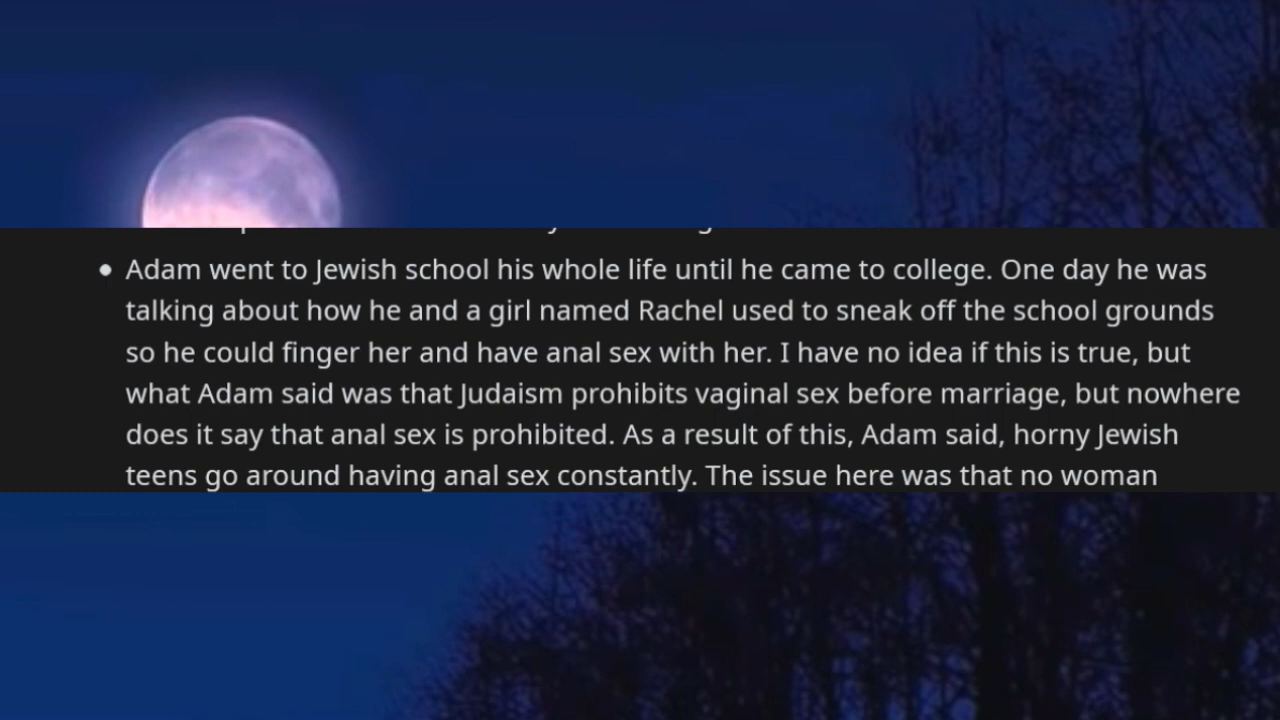 • Adam went to Jewish school his whole life until he came to college. One day he was
talking about how he and a girl named Rachel used to sneak off the school grounds
so he could finger her and have anal sex with her. I have no idea if this is true, but
what Adam said was that Judaism prohibits vaginal sex before marriage, but nowhere
does it say that anal sex is prohibited. As a result of this, Adam said, horny Jewish
teens go around having anal sex constantly. The issue here was that no woman